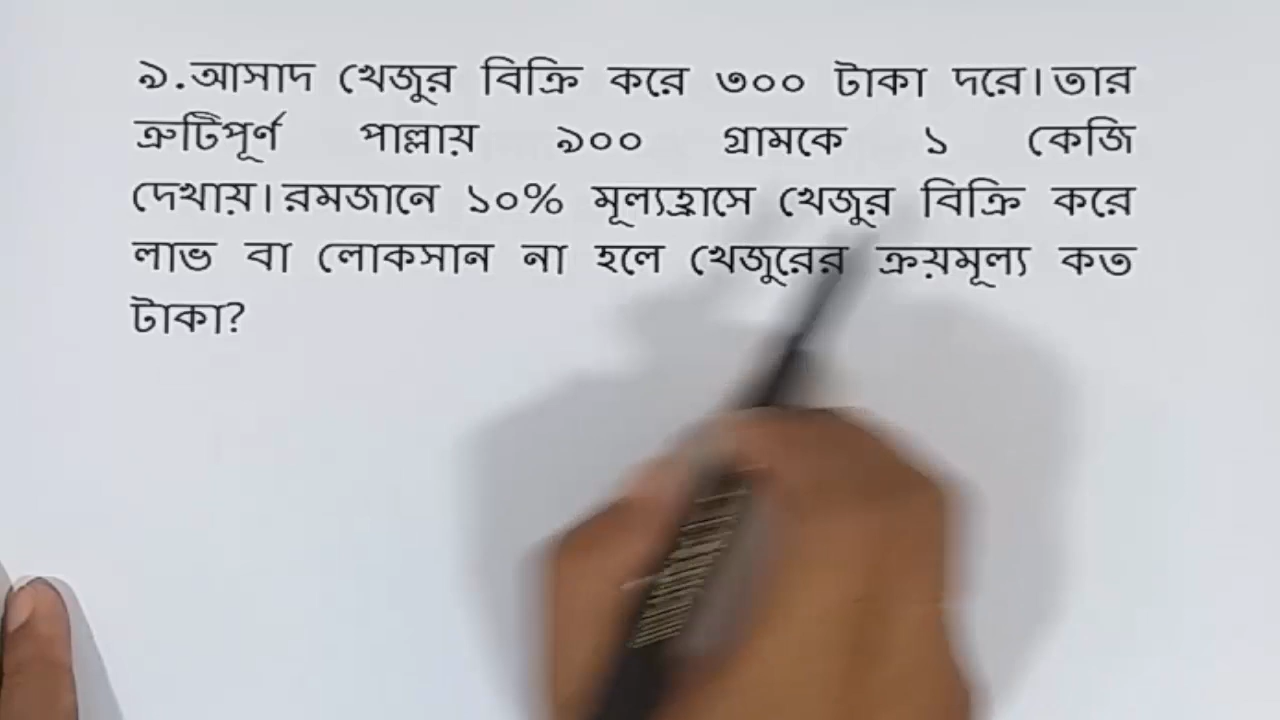 ৯.আসাদ খেজুর বিক্রি করে ৩০০ টাকা দরে। তার
ত্রুটিপূর্ণ পাল্লায় ৯০০ গ্রামকে ১ কেজি
দেখায়। রমজানে ১০% মূল্যহ্রাসে খেজুর বিক্রি করে
লাভ বা লোকসান না হলে খেজুরের ক্রয়মূল্য কত
টাকা?